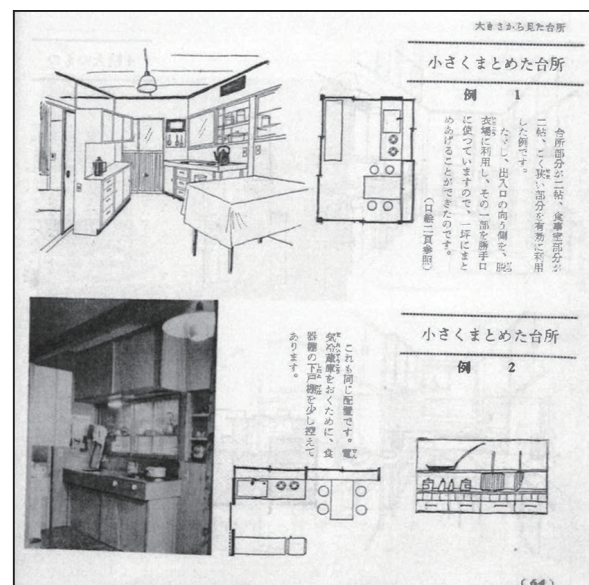 大きさから見た台所
小さくまとめた台所
例 1
台所部分が二帖、食事室部分が
二帖、ごく狭い部分を有効に利用
した例です。
たゞし、出入口の向う側を、脱
衣場に利用し、その一部を勝手口
に使つていますので、一坪にまと
めあげることができたのです。
(口絵二頁参照)
小さくまとめた台所
例 2
これも同じ配置です。電
気冷蔵庫をおくために、食
器棚の下戸棚を少し控えて
あります。
(64)